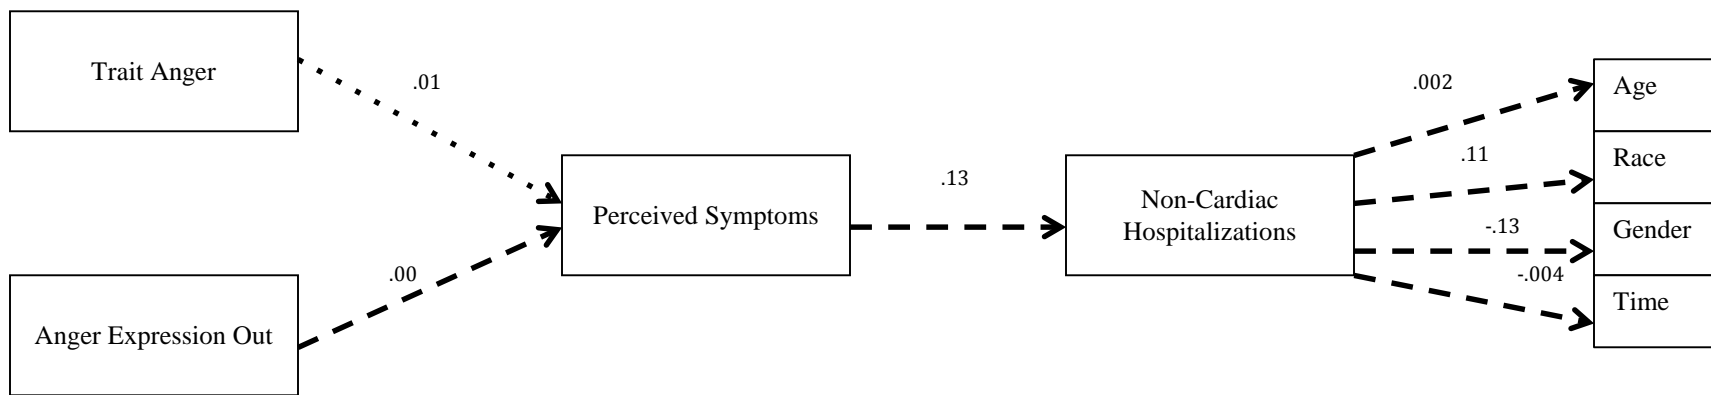 Trait Anger
.01
.00
Anger Expression Out
Perceived Symptoms
.13
Non-Cardiac
Hospitalizations
.002
.11
-.13
-.004
Age
Race
Gender
Time